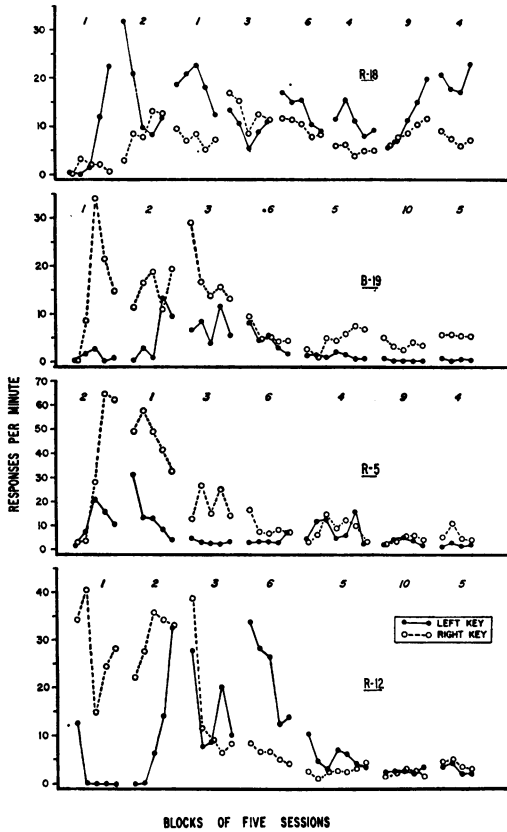 1 2 1 3 6 4 9 4
R-18
30
20
10
0
1 2 3 .6 5 10 5
B-19
30
20
10
0
2 1 3 6 4 9 4
R-5
70
60
50
40
30
20
10
0
1 2 3 6 5 10 5
LEFT KEY
RIGHT KEY
R-12
40
30
20
10
0
RESPONSES PER MINUTE
BLOCKS OF FIVE SESSIONS